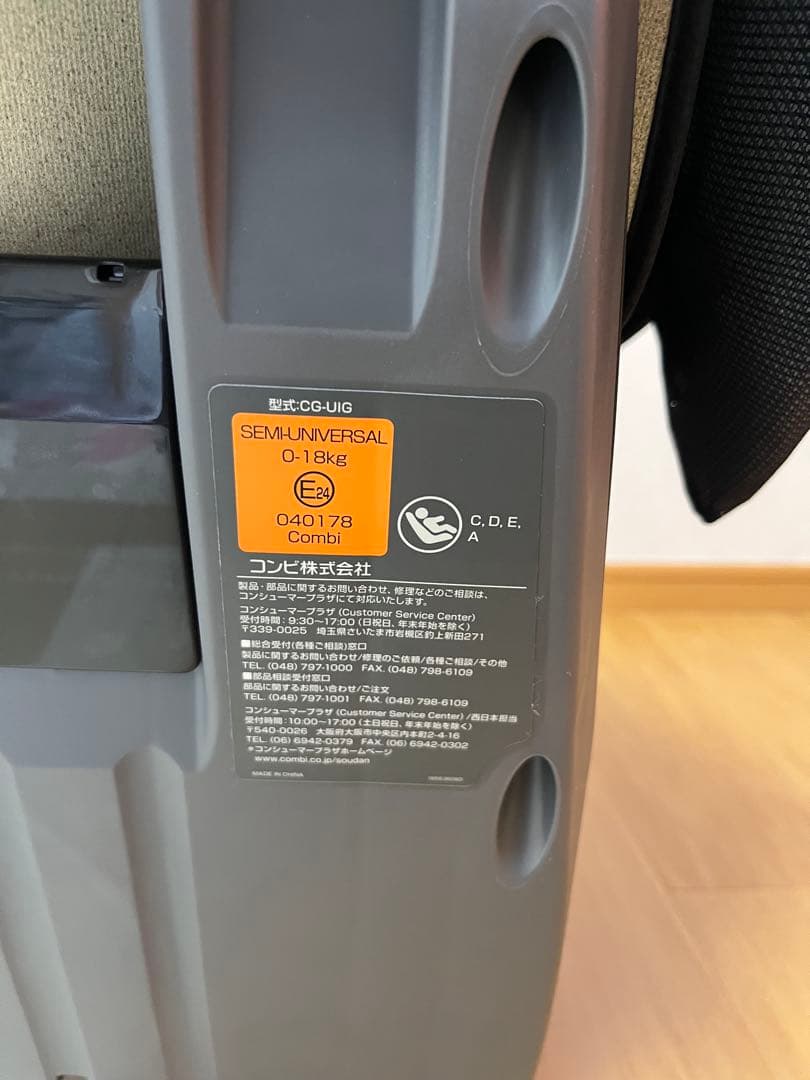 型式:CG-UIG
SEMI-UNIVERSAL
0-18kg
E24
040178
Combi
C, D, E,
A
コンビ株式会社
製品・部品に関するお問い合わせ、修理などのご相談は、
コンシューマープラザにて対応いたします。
コンシューマープラザ (Customer Service Center)
受付時間:9:30~17:00 (日祝日、年末年始を除く)
〒339-0025 埼玉県さいたま市岩槻区釣上新田271
■総合受付(各種ご相談)窓口
製品に関するお問い合わせ/修理のご依頼/各種ご相談/その他
TEL. (048) 797-1000 FAX. (048) 798-6109
■部品相談受付窓口
部品に関するお問い合わせ/ご注文
TEL. (048) 797-1001 FAX. (048) 798-6109
コンシューマープラザ (Customer Service Center) /西日本担当
受付時間:10:00~17:00 (土日祝日、年末年始を除く)
〒540-0026 大阪府大阪市中央区内本町2-4-16
TEL. (06) 6942-0379 FAX. (06) 6942-0302
*コンシューマープラザホームページ
www.combi.co.jp/soudan
MADE IN CHINA